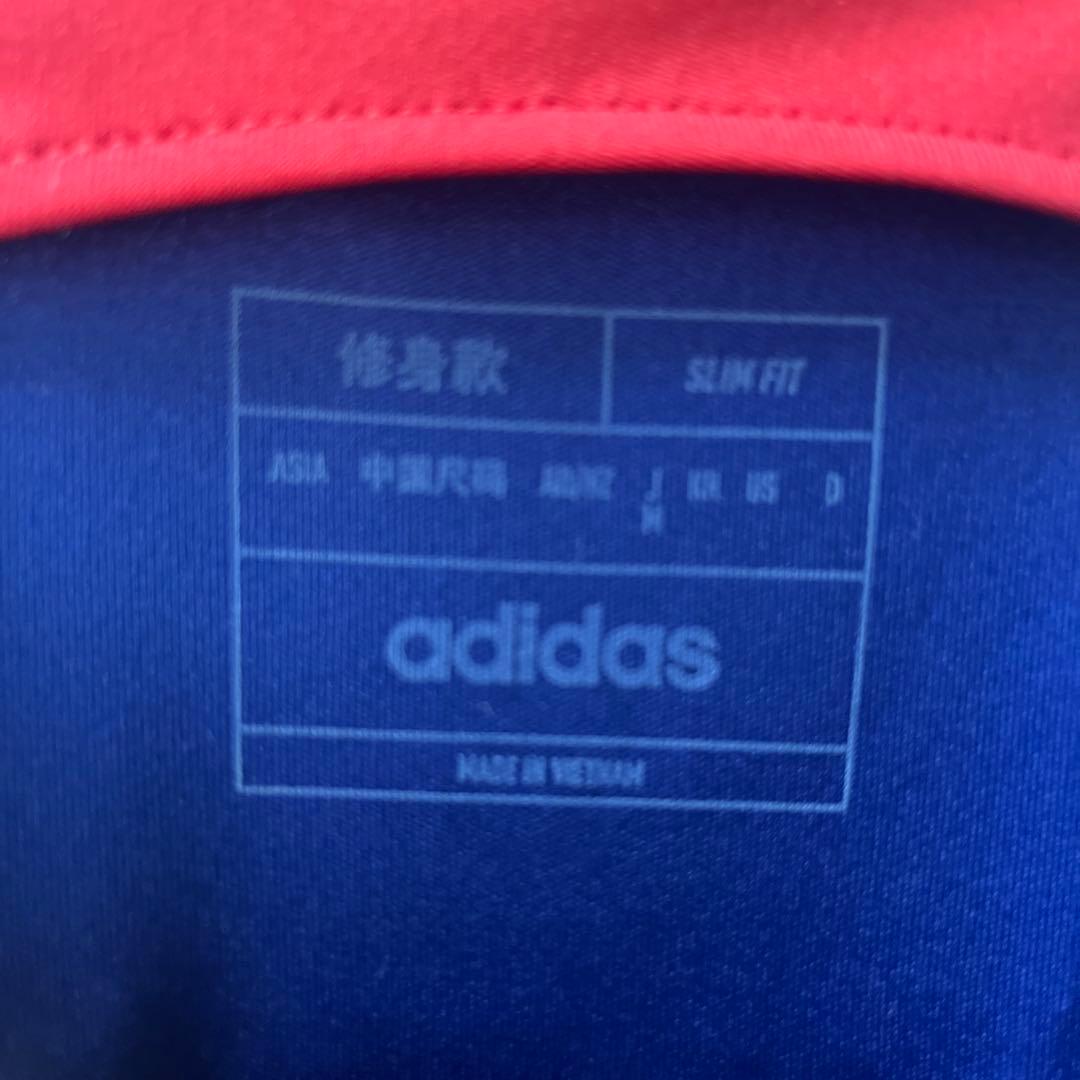 修身款 SLIM FIT
ASIA 中国尺码 AU/NZ J KR US D
M
adidas
MADE IN VIETNAM